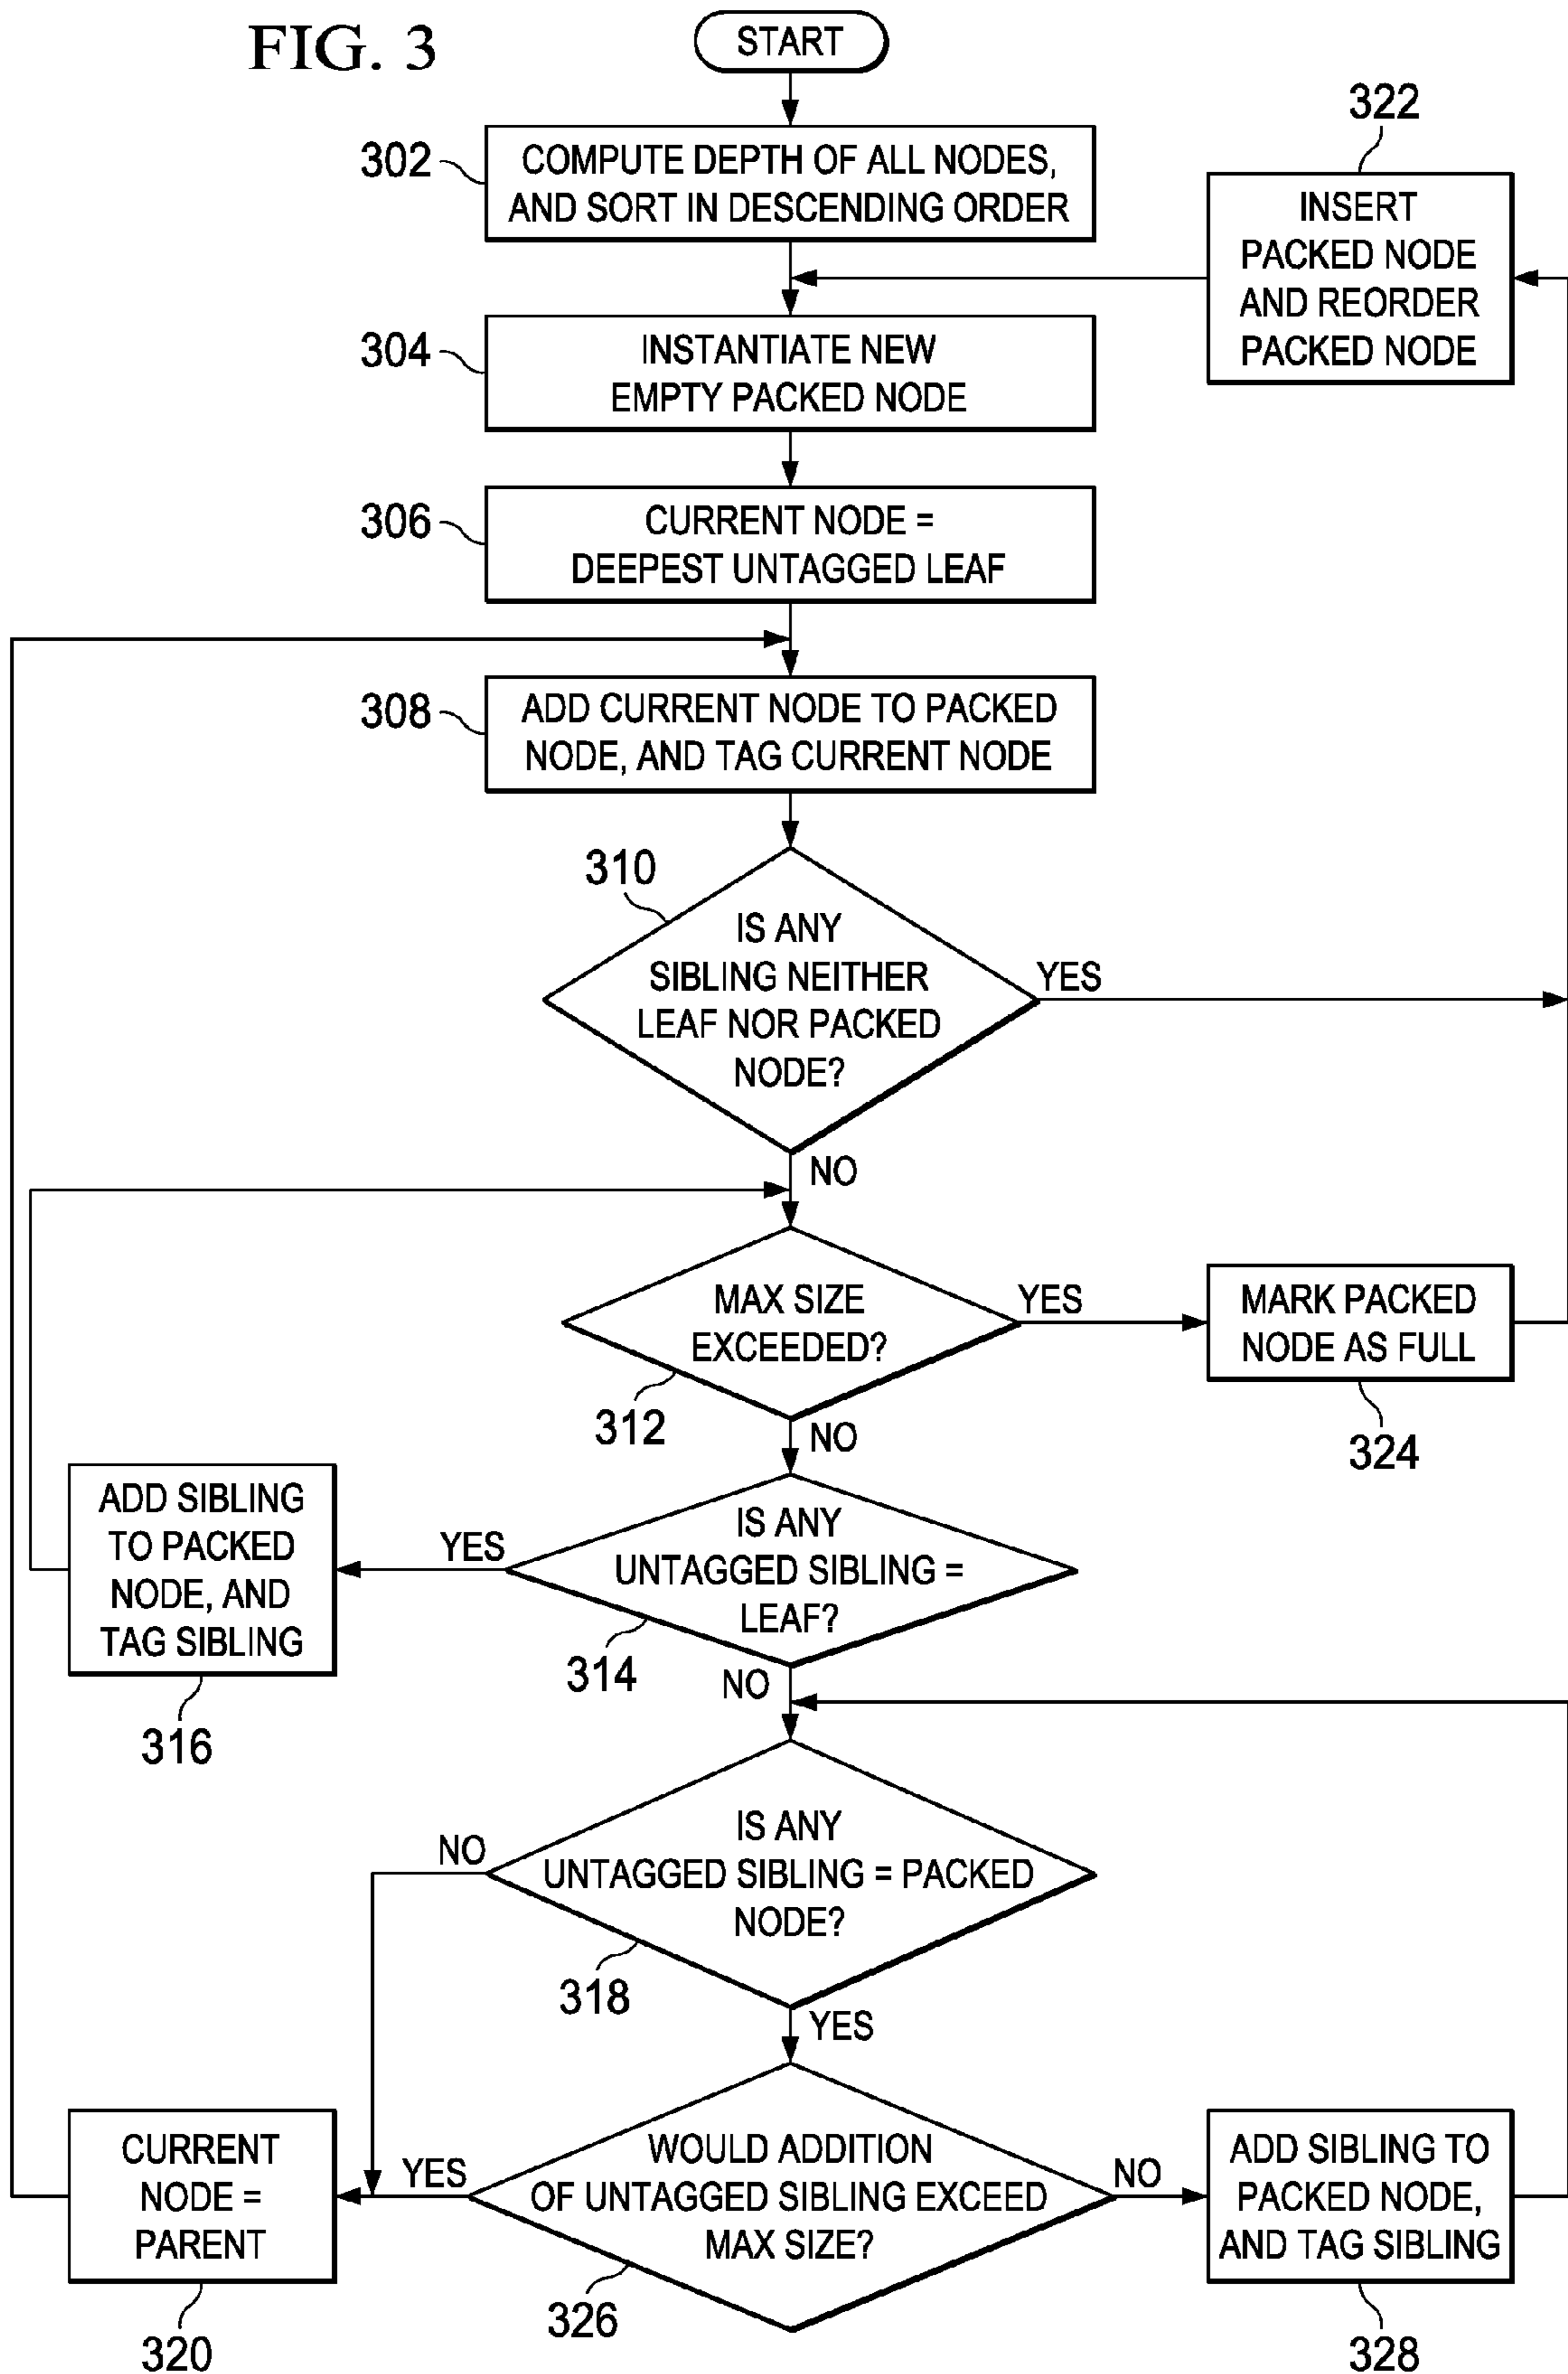 FIG. 3
START
302
COMPUTE DEPTH OF ALL NODES,
AND SORT IN DESCENDING ORDER
322
INSERT
PACKED NODE
AND REORDER
PACKED NODE
304
INSTANTIATE NEW
EMPTY PACKED NODE
306
CURRENT NODE =
DEEPEST UNTAGGED LEAF
308
ADD CURRENT NODE TO PACKED
NODE, AND TAG CURRENT NODE
310
IS ANY
SIBLING NEITHER
LEAF NOR PACKED
NODE?
YES
NO
MAX SIZE
EXCEEDED?
312
YES
MARK PACKED
NODE AS FULL
324
NO
IS ANY
UNTAGGED SIBLING =
LEAF?
314
YES
ADD SIBLING
TO PACKED
NODE, AND
TAG SIBLING
316
NO
IS ANY
UNTAGGED SIBLING = PACKED
NODE?
318
NO
YES
WOULD ADDITION
OF UNTAGGED SIBLING EXCEED
MAX SIZE?
326
YES
CURRENT
NODE =
PARENT
320
NO
ADD SIBLING TO
PACKED NODE,
AND TAG SIBLING
328